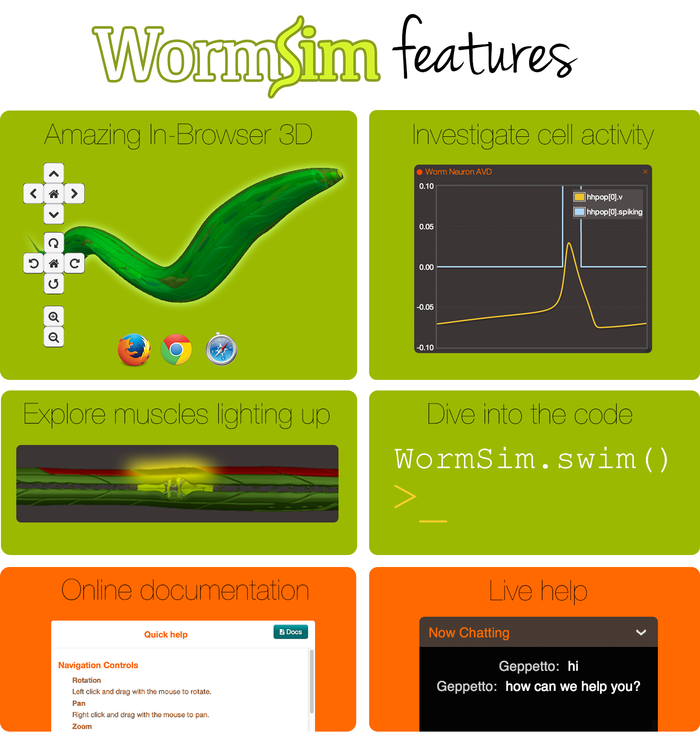 WormSim features
Amazing In-Browser 3D
Investigate cell activity
Worm Neuron AVD
×
0.10
hhpop[0].v
hhpop[0].spiking
0.05
0.00
-0.05
-0.10
Explore muscles lighting up
Dive into the code
WormSim.swim()
>_
Online documentation
Quick help
Docs
Navigation Controls
Rotation
Left click and drag with the mouse to rotate.
Pan
Right click and drag with the mouse to pan.
Zoom
Live help
Now Chatting
Geppetto: hi
Geppetto: how can we help you?